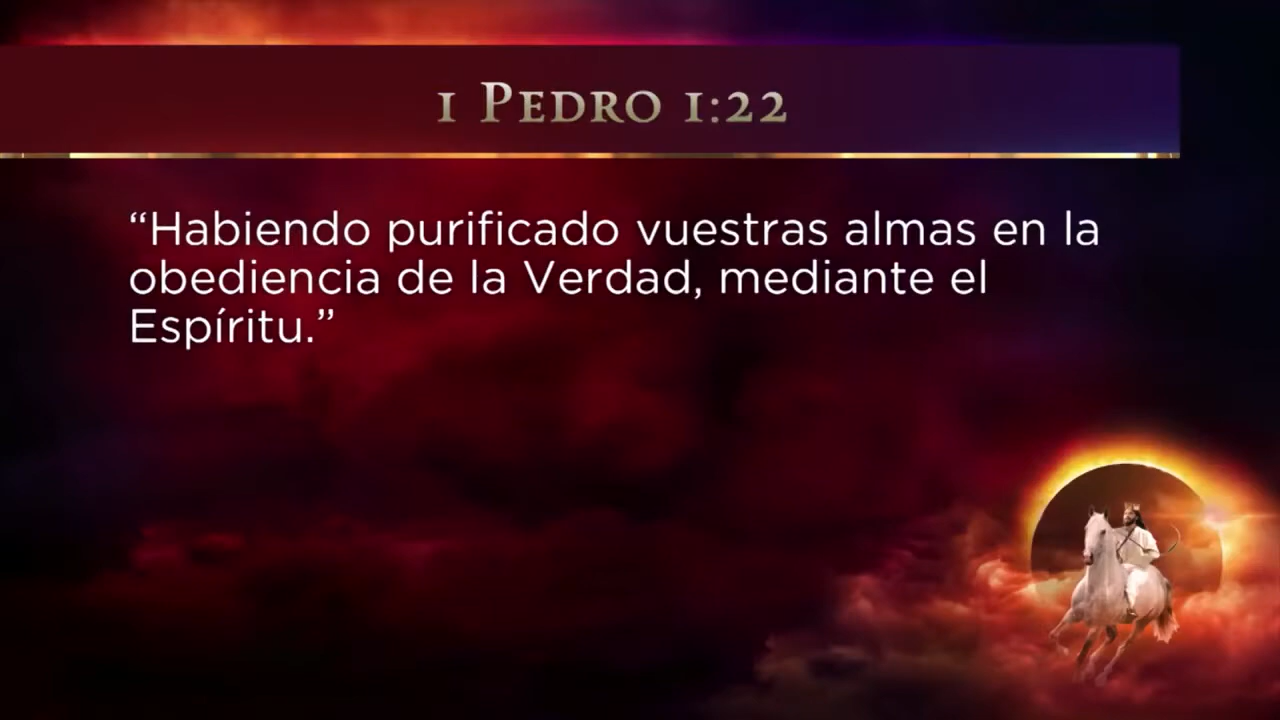 1 Pedro 1:22
“Habiendo purificado vuestras almas en la
obediencia de la Verdad, mediante el
Espíritu.”